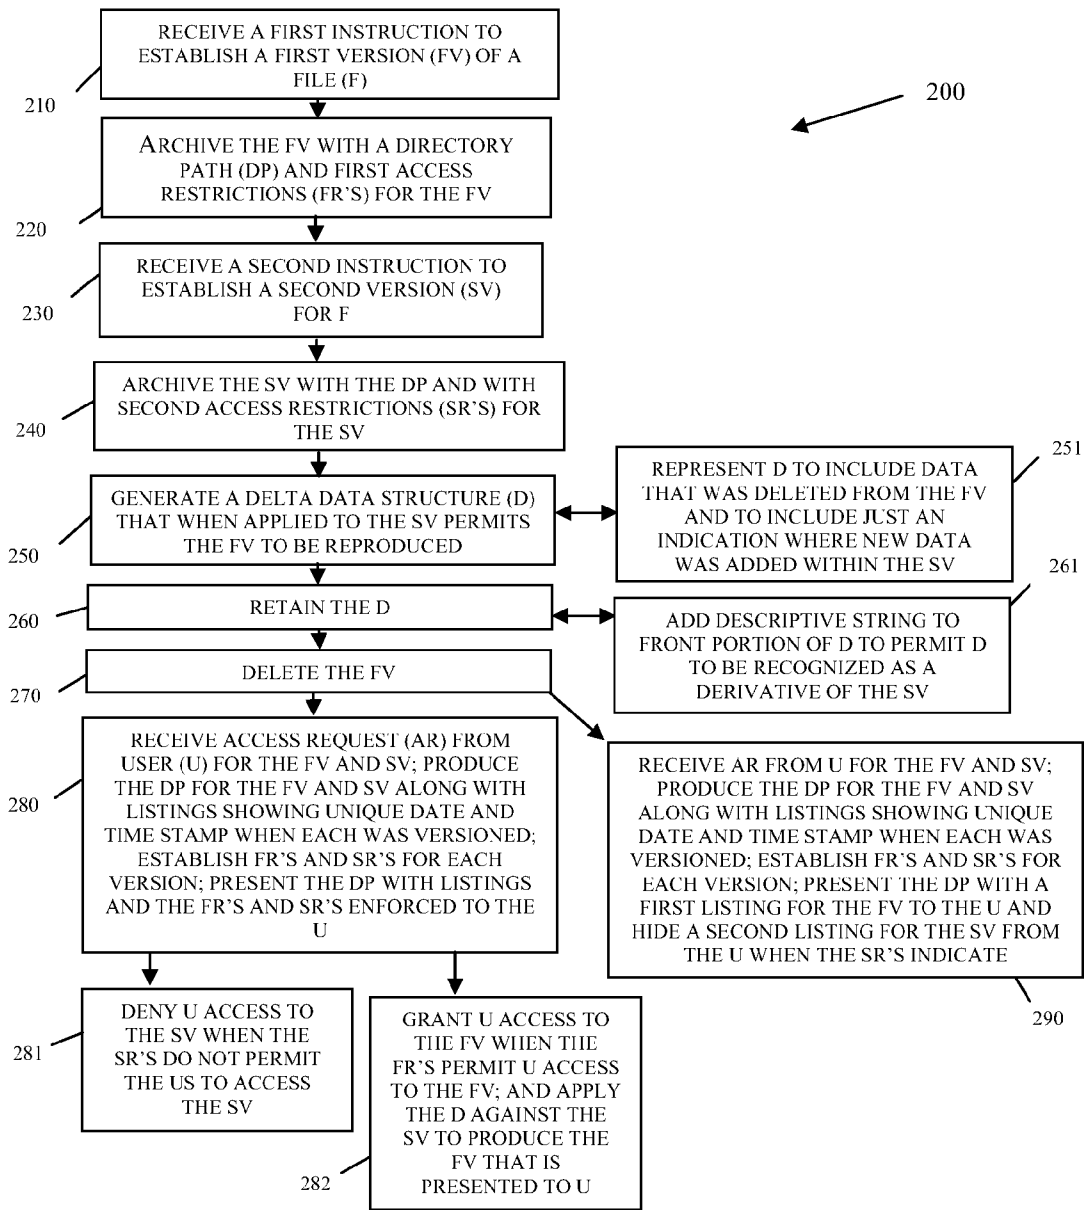 RECEIVE A FIRST INSTRUCTION TO
ESTABLISH A FIRST VERSION (FV) OF A
FILE (F)
210
200
ARCHIVE THE FV WITH A DIRECTORY
PATH (DP) AND FIRST ACCESS
RESTRICTIONS (FR'S) FOR THE FV
220
RECEIVE A SECOND INSTRUCTION TO
ESTABLISH A SECOND VERSION (SV)
FOR F
230
ARCHIVE THE SV WITH THE DP AND WITH
SECOND ACCESS RESTRICTIONS (SR'S) FOR
THE SV
240
GENERATE A DELTA DATA STRUCTURE (D)
THAT WHEN APPLIED TO THE SV PERMITS
THE FV TO BE REPRODUCED
250
REPRESENT D TO INCLUDE DATA
THAT WAS DELETED FROM THE FV
AND TO INCLUDE JUST AN
INDICATION WHERE NEW DATA
WAS ADDED WITHIN THE SV
251
RETAIN THE D
260
ADD DESCRIPTIVE STRING TO
FRONT PORTION OF D TO PERMIT D
TO BE RECOGNIZED AS A
DERIVATIVE OF THE SV
261
DELETE THE FV
270
RECEIVE ACCESS REQUEST (AR) FROM
USER (U) FOR THE FV AND SV; PRODUCE
THE DP FOR THE FV AND SV ALONG WITH
LISTINGS SHOWING UNIQUE DATE AND
TIME STAMP WHEN EACH WAS VERSIONED;
ESTABLISH FR'S AND SR'S FOR EACH
VERSION; PRESENT THE DP WITH LISTINGS
AND THE FR'S AND SR'S ENFORCED TO THE
U
280
RECEIVE AR FROM U FOR THE FV AND SV;
PRODUCE THE DP FOR THE FV AND SV
ALONG WITH LISTINGS SHOWING UNIQUE
DATE AND TIME STAMP WHEN EACH WAS
VERSIONED; ESTABLISH FR'S AND SR'S FOR
EACH VERSION; PRESENT THE DP WITH A
FIRST LISTING FOR THE FV TO THE U AND
HIDE A SECOND LISTING FOR THE SV FROM
THE U WHEN THE SR'S INDICATE
290
DENY U ACCESS TO
THE SV WHEN THE
SR'S DO NOT PERMIT
THE US TO ACCESS
THE SV
281
GRANT U ACCESS TO
THE FV WHEN THE
FR'S PERMIT U ACCESS
TO THE FV; AND APPLY
THE D AGAINST THE
SV TO PRODUCE THE
FV THAT IS
PRESENTED TO U
282